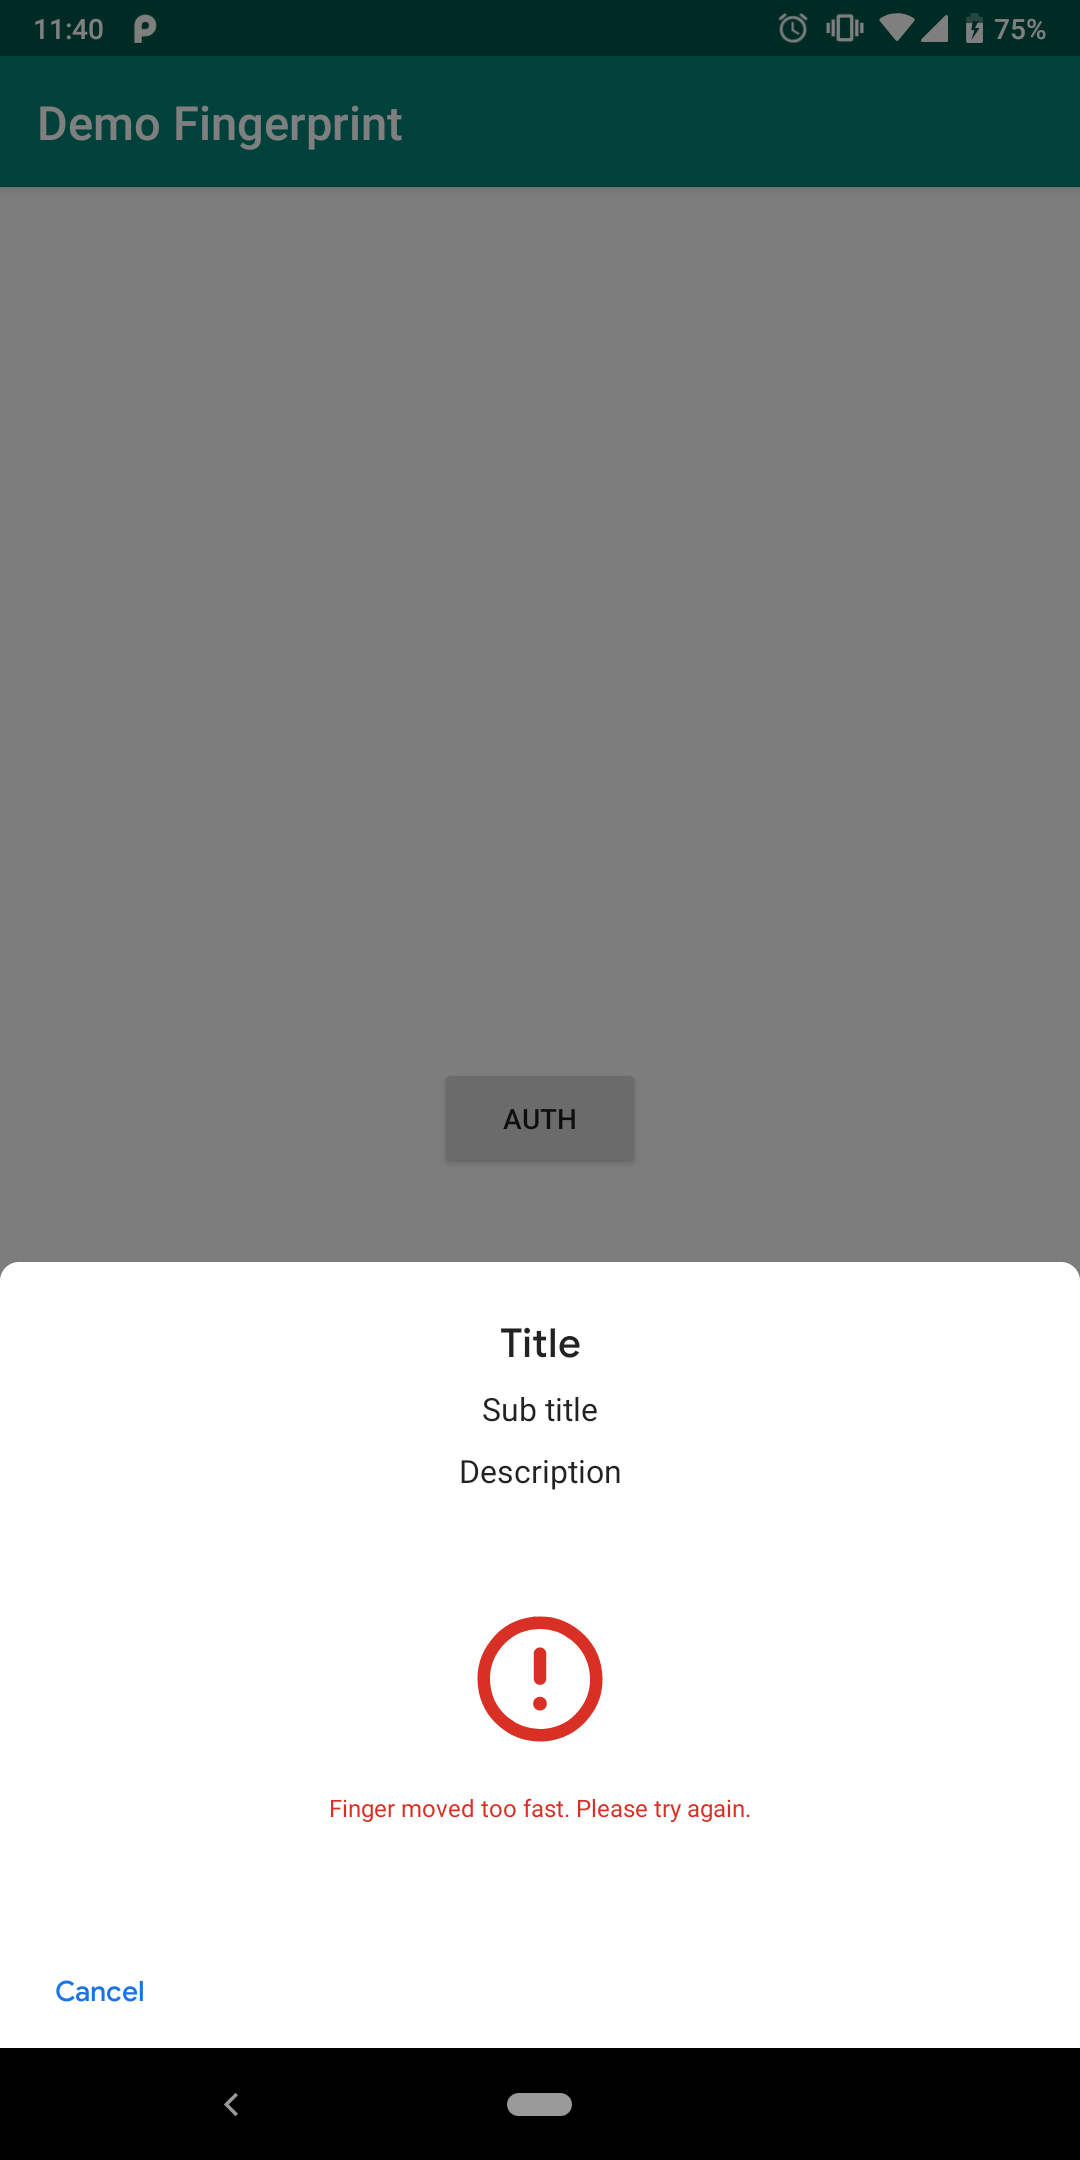 11:40
75%
Demo Fingerprint
AUTH
Title
Sub title
Description
Finger moved too fast. Please try again.
Cancel